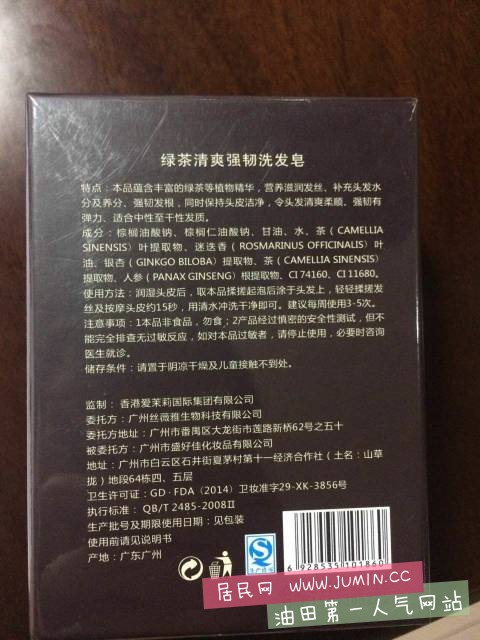 绿茶清爽强韧洗发皂
特点：本品蕴含丰富的绿茶等植物精华，营养滋润发丝、补充头发水
分及养分、强韧发根，同时保持头皮洁净，令头发清爽柔顺、强韧有
弹力、适合中性至干性发质。
成分：棕榈油酸钠、棕榈仁油酸钠、甘油、水、茶（CAMELLIA
SINENSIS）叶提取物、迷迭香（ROSMARINUS OFFICINALIS）叶
油、银杏（GINKGO BILOBA）提取物、茶（CAMELLIA SINENSIS）
提取物、人参（PANAX GINSENG）根提取物、CI 74160、CI 11680。
使用方法：润湿头皮后，取本品揉搓起泡后涂于头发上，轻轻揉搓发
丝及按摩头皮约15秒，用清水冲洗干净即可。建议每周使用3-5次。
注意事项：1本品非食品，勿食；2产品经过慎密的安全性测试，但不
能完全排查无过敏反应，如对本品过敏者，请停止使用，必要时咨询
医生就诊。
储存条件：请置于阴凉干燥及儿童接触不到处。
监制：香港爱茉莉国际集团有限公司
委托方：广州丝薇雅生物科技有限公司
委托方地址：广州市番禺区大龙街市莲路新桥62号之五十
被委托方：广州市盛好佳化妆品有限公司
地址：广州市白云区石井街夏茅村第十一经济合作社（土名：山草
拢）地段64栋四、五层
卫生许可证：GD·FDA（2014）卫妆准字29-XK-3856号
执行标准：QB/T 2485-2008II
生产批号及期限使用日期：见包装
使用前请见说明书
产地：广东广州
QS
生产许可
6 928535 101860
居民网 WWW.JUMIN.CC
油田第一人气网站